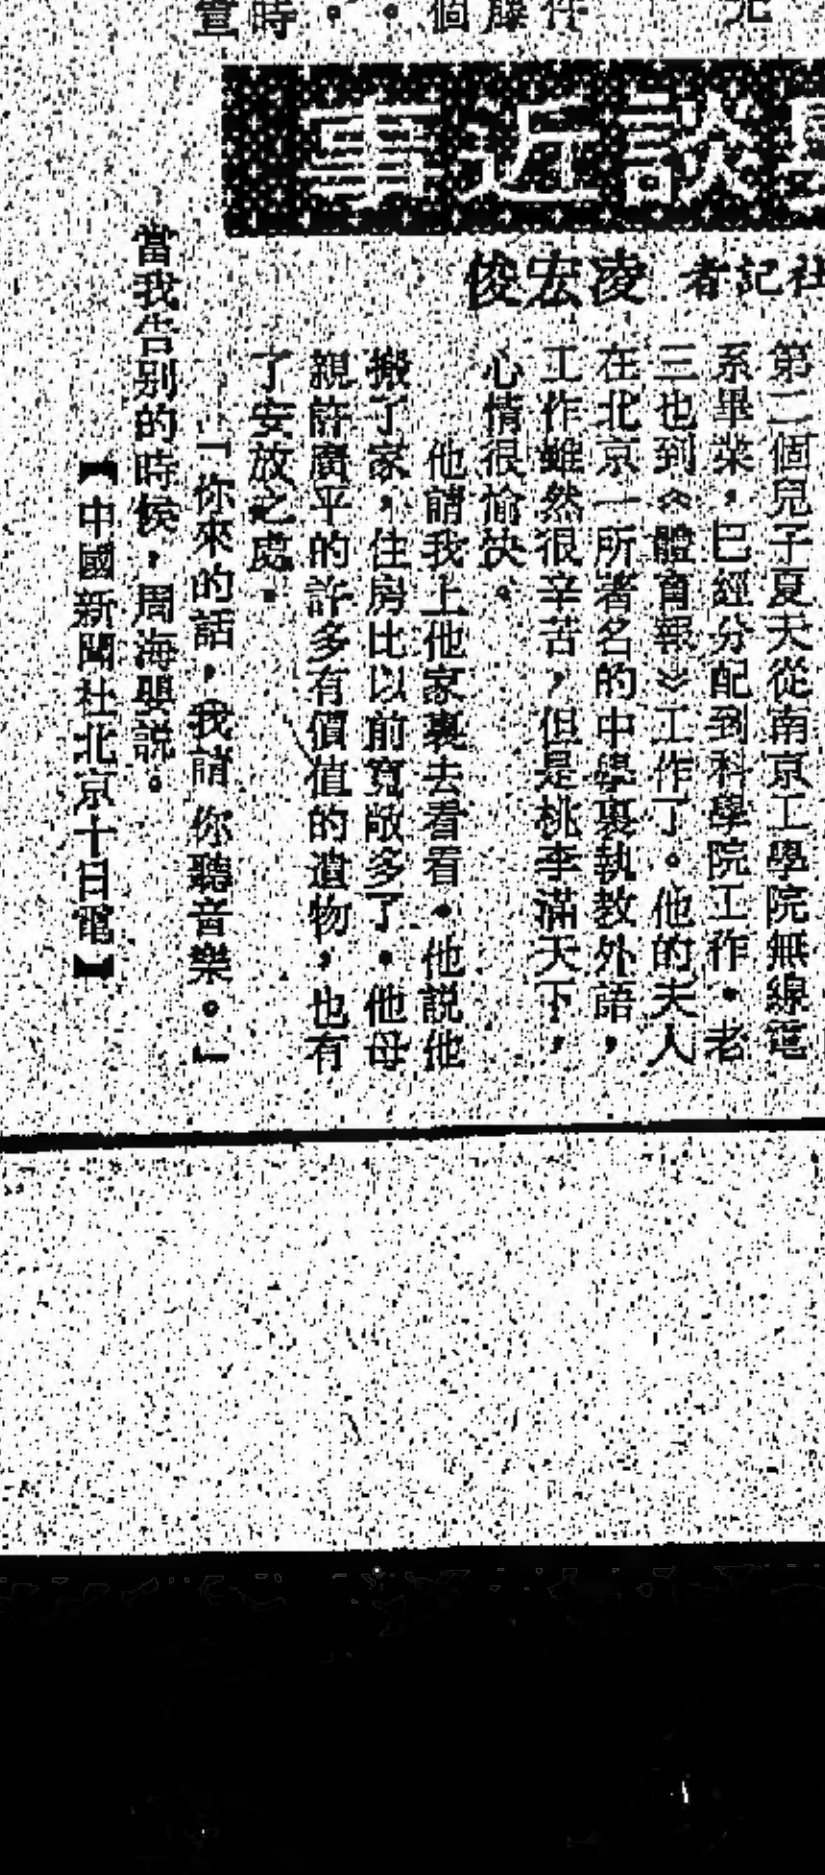 事近談
俊宏凌 者記社
第二個兒子夏天從南京工學院無線電
系畢業，已經分配到科學院工作。老
三也到《體育報》工作了。他的夫人
在北京一所著名的中學裏執教外語，
工作雖然很辛苦，但是桃李滿天下，
心情很愉快。
他請我上他家裏去看看。他說他
搬了家，住房比以前寬敞多了。他母
親許廣平的許多有價值的遺物，也有
了安放之處。
「你來的話，我請你聽音樂。」
當我告别的時候，周海嬰説。
【中國新聞社北京十日電】